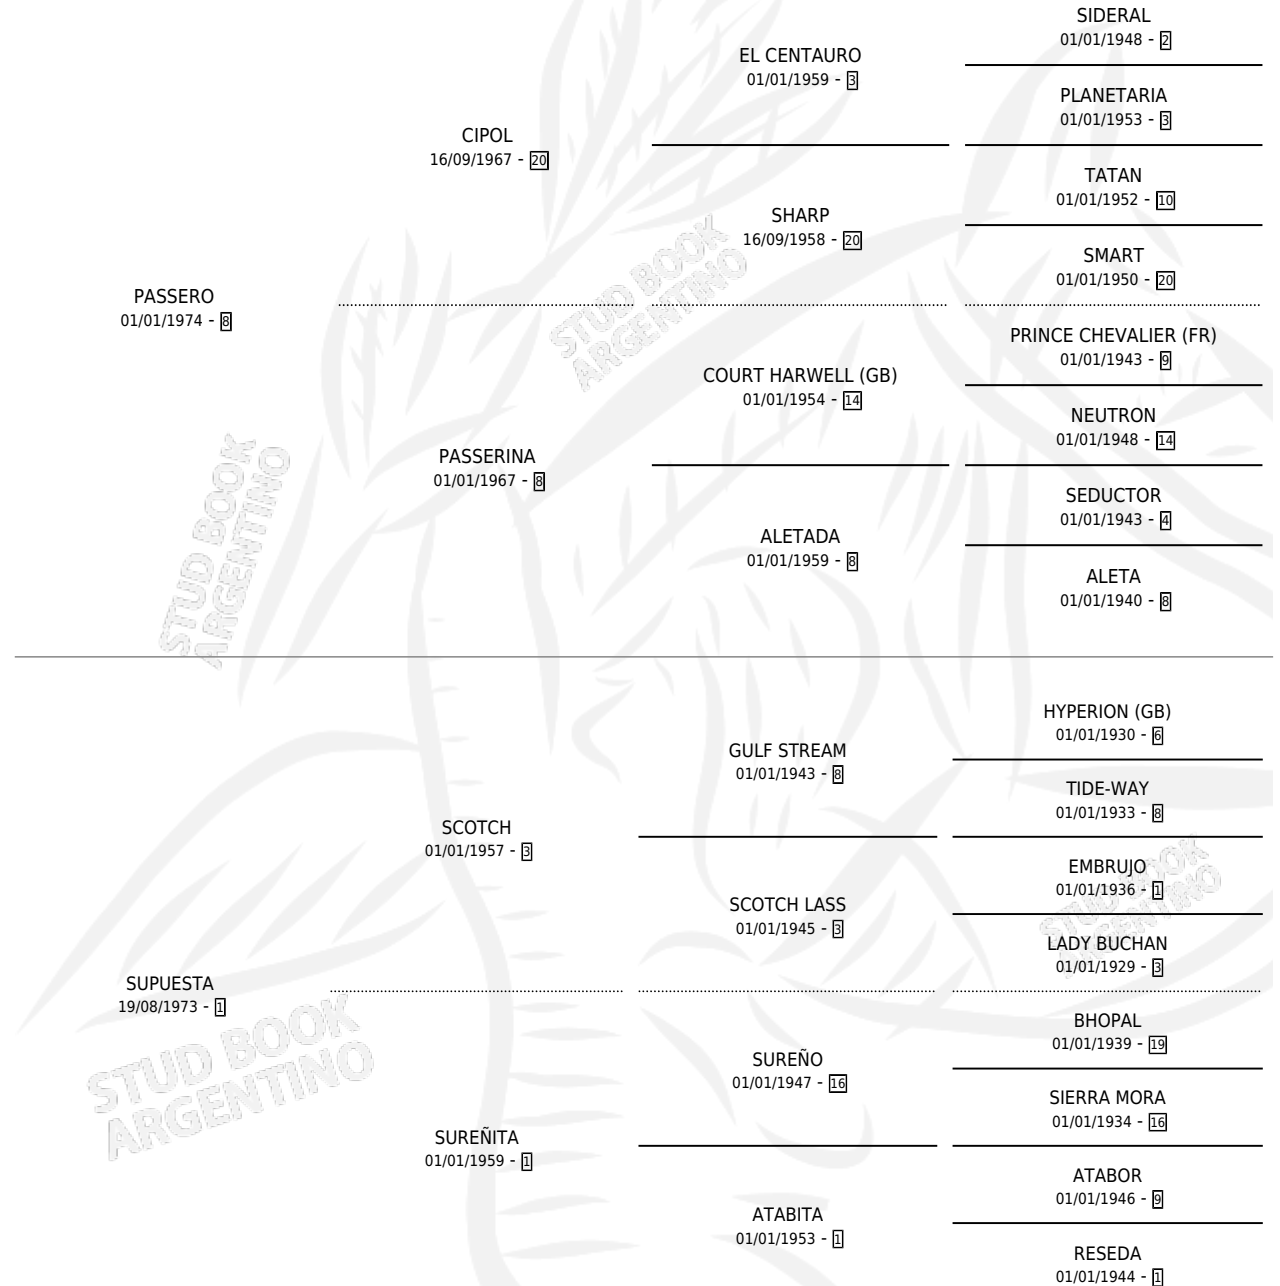 SIDERAL
01/01/1948 - 2
EL CENTAURO
01/01/1959 - 3
PLANETARIA
01/01/1953 - 3
CIPOL
16/09/1967 - 20
TATAN
01/01/1952 - 10
SHARP
16/09/1958 - 20
SMART
01/01/1950 - 20
PASSERO
01/01/1974 - 8
PRINCE CHEVALIER (FR)
01/01/1943 - 9
COURT HARWELL (GB)
01/01/1954 - 14
NEUTRON
01/01/1948 - 14
PASSERINA
01/01/1967 - 8
SEDUCTOR
01/01/1943 - 4
ALETADA
01/01/1959 - 8
ALETA
01/01/1940 - 8
STUD BOOK
ARGENTINO
STUD BOOK
ARGENTINO
HYPERION (GB)
01/01/1930 - 6
GULF STREAM
01/01/1943 - 8
TIDE-WAY
01/01/1933 - 8
SCOTCH
01/01/1957 - 3
EMBRUJO
01/01/1936 - 1
SCOTCH LASS
01/01/1945 - 3
LADY BUCHAN
01/01/1929 - 3
STUD BOOK
ARGENTINO
SUPUESTA
19/08/1973 - 1
BHOPAL
01/01/1939 - 19
SUREÑO
01/01/1947 - 16
SIERRA MORA
01/01/1934 - 16
STUD BOOK
ARGENTINO
SUREÑITA
01/01/1959 - 1
ATABOR
01/01/1946 - 9
ATABITA
01/01/1953 - 1
RESEDA
01/01/1944 - 1